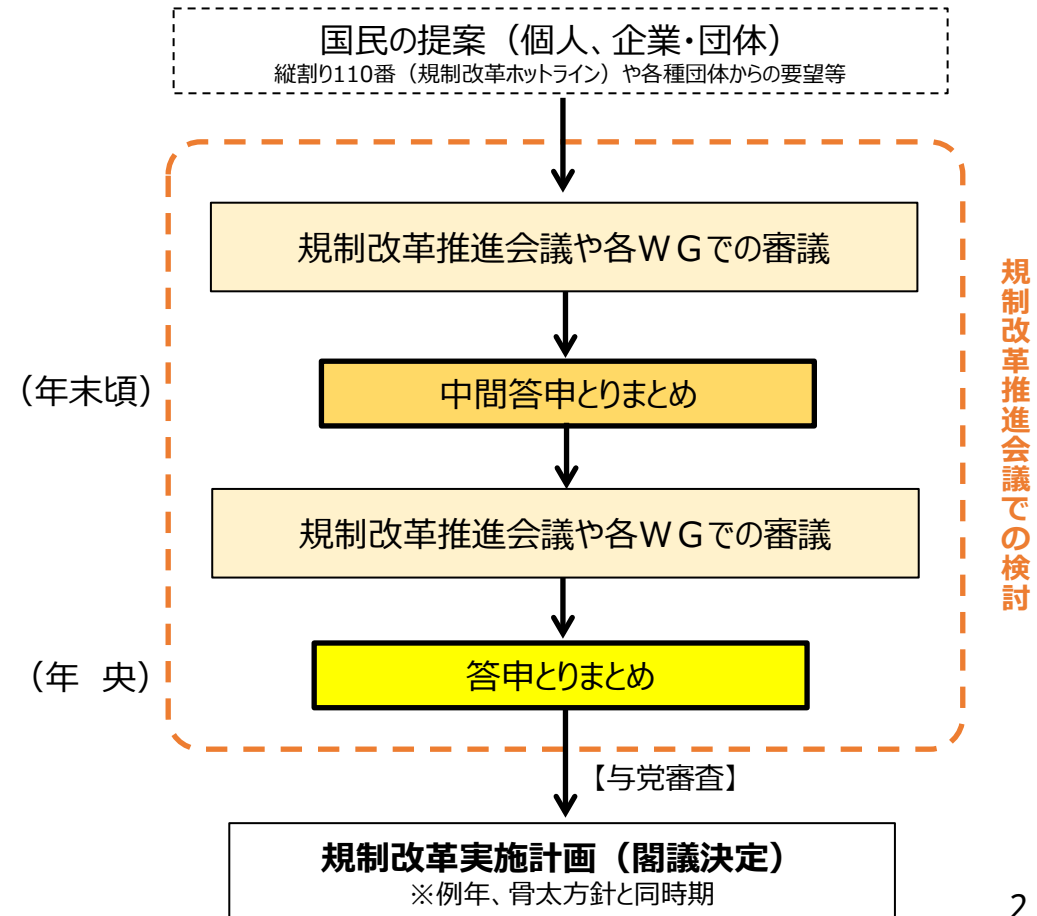 国民の提案（個人、企業・団体）
縦割り110番（規制改革ホットライン）や各種団体からの要望等
規制改革推進会議や各ＷＧでの審議
（年末頃）
中間答申とりまとめ
規制改革推進会議や各ＷＧでの審議
（年　央）
答申とりまとめ
規制改革推進会議での検討
【与党審査】
規制改革実施計画（閣議決定）
※例年、骨太方針と同時期
2